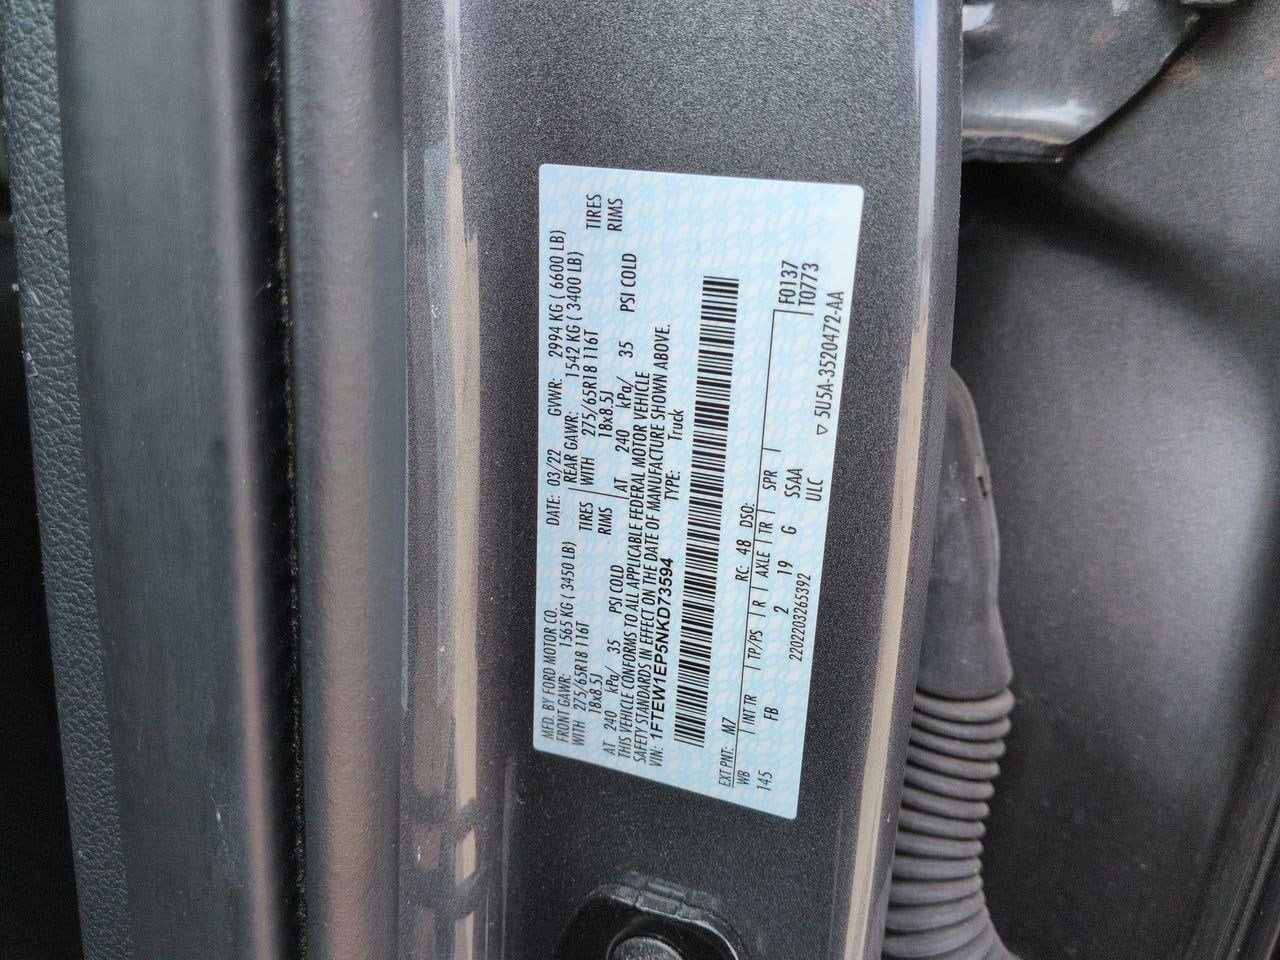 MFD. BY FORD MOTOR CO.
DATE: 03/22 GVWR: 2994 KG ( 6600 LB)
FRONT GAWR: 1565 KG ( 3450 LB) REAR GAWR: 1542 KG ( 3400 LB)
WITH 275/65R18 116T TIRES WITH 275/65R18 116T TIRES
18x8.5J RIMS 18x8.5J RIMS
AT 240 kPa/ 35 PSI COLD AT 240 kPa/ 35 PSI COLD
THIS VEHICLE CONFORMS TO ALL APPLICABLE FEDERAL MOTOR VEHICLE
SAFETY STANDARDS IN EFFECT ON THE DATE OF MANUFACTURE SHOWN ABOVE.
VIN: 1FTEW1EP5NKD73594 TYPE: Truck
EXT PNT: M7 RC: 48 DSO:
WB INT TR TP/PS R AXLE TR SPR F0137
T0773
145 FB 2 19 G SSAA
2202203265392 ULC ▽ 5U5A-3520472-AA